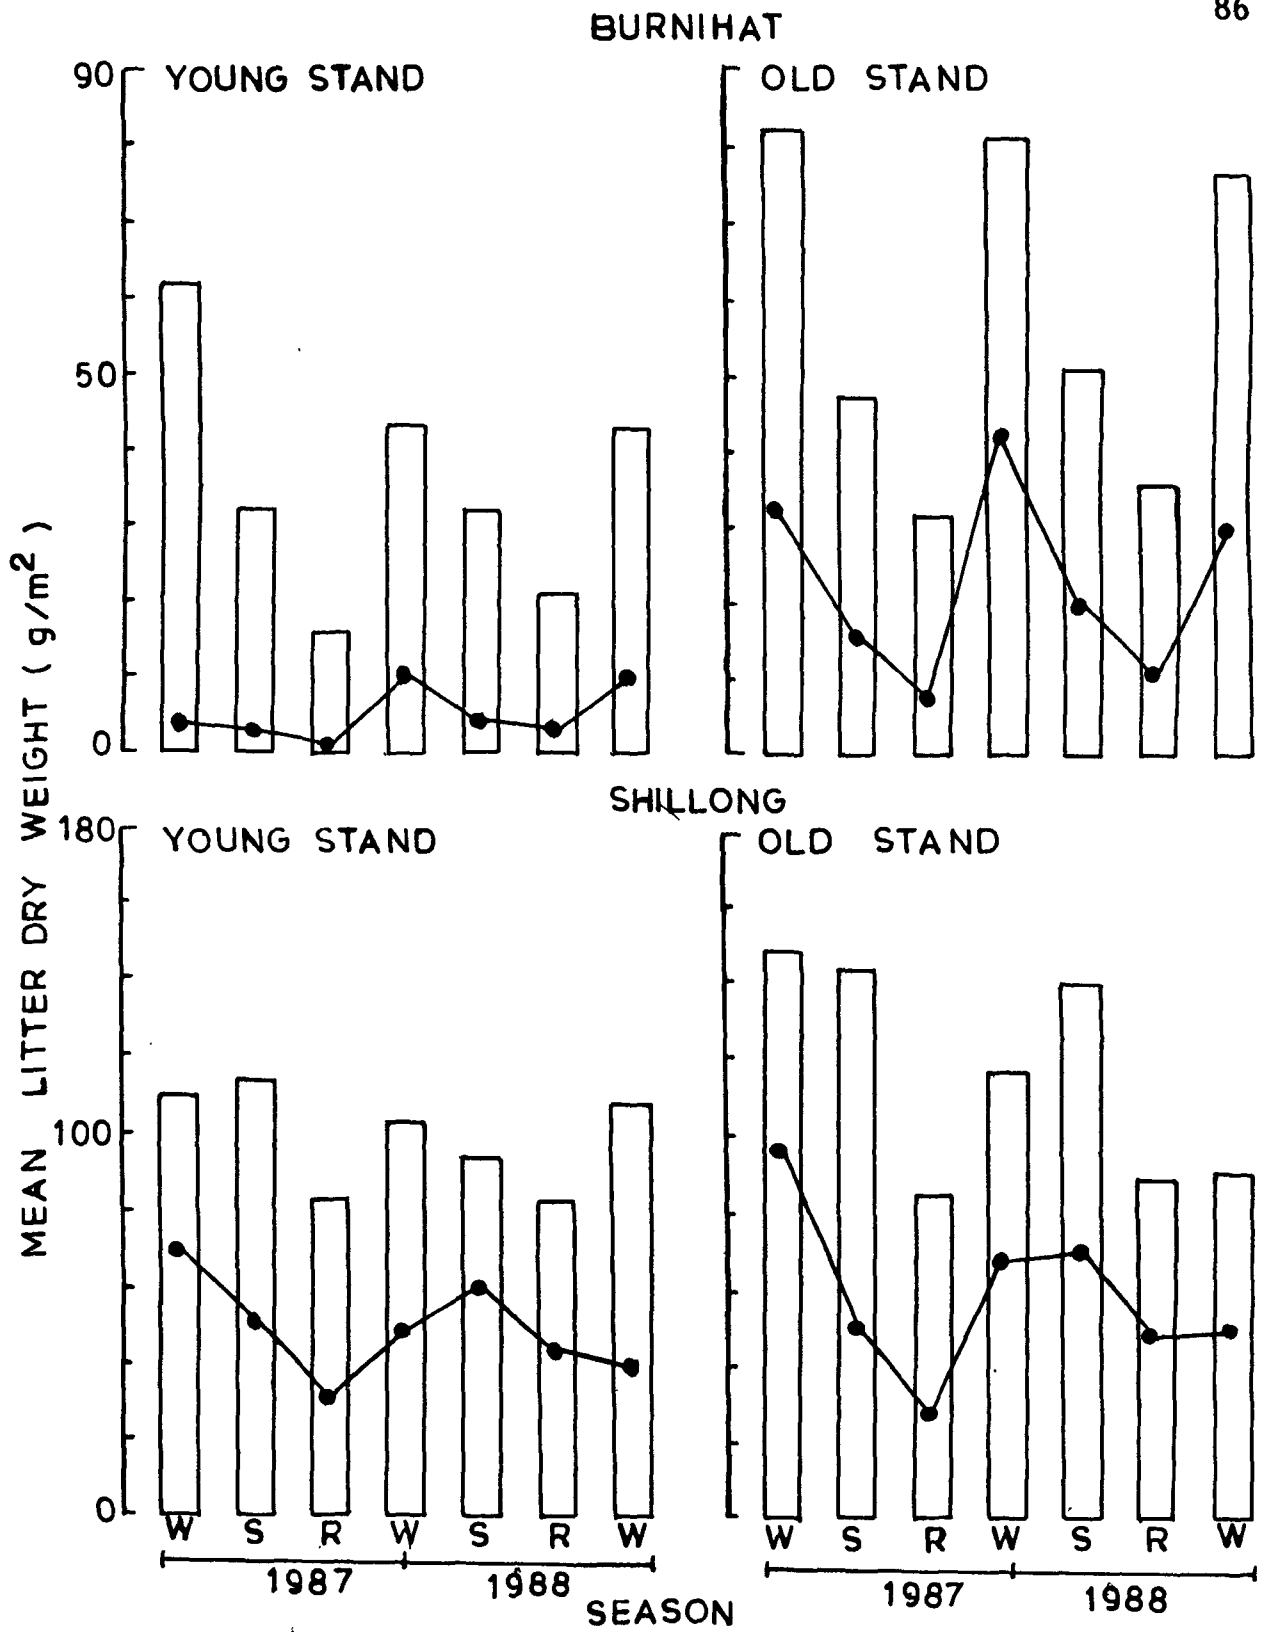 86
BURNIHAT
YOUNG STAND
OLD STAND
90
50
0
MEAN LITTER DRY WEIGHT (g/m²)
SHILLONG
YOUNG STAND
OLD STAND
180
100
0
W S R W S R W
W S R W S R W
1987 1988
1987 1988
SEASON